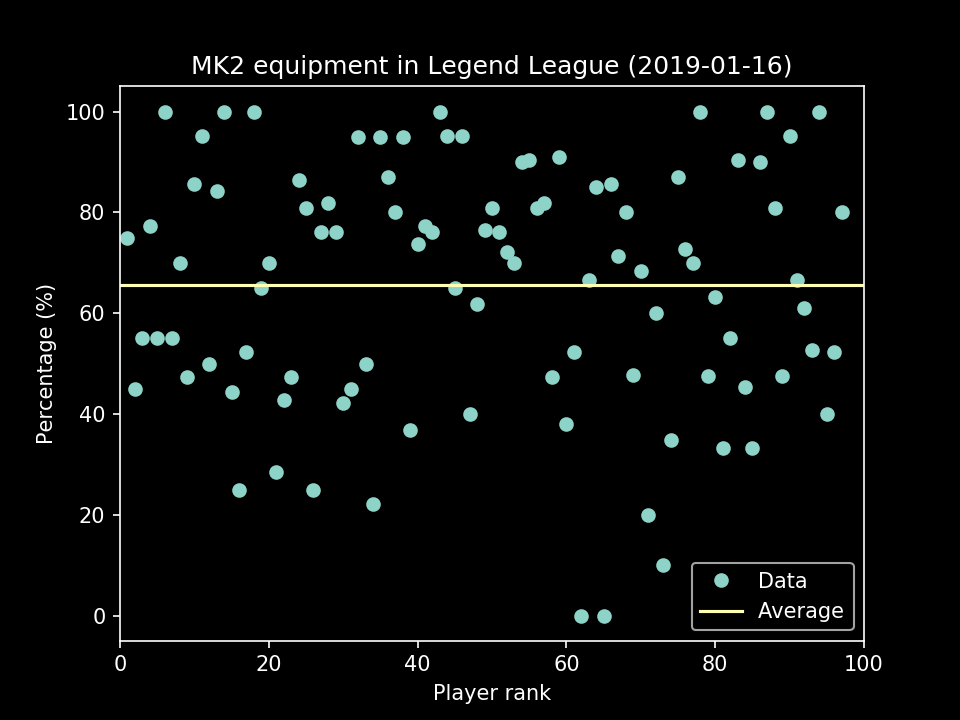 MK2 equipment in Legend League (2019-01-16)
100
80
60
40
20
0
Percentage (%)
0 20 40 60 80 100
Player rank
Data
Average